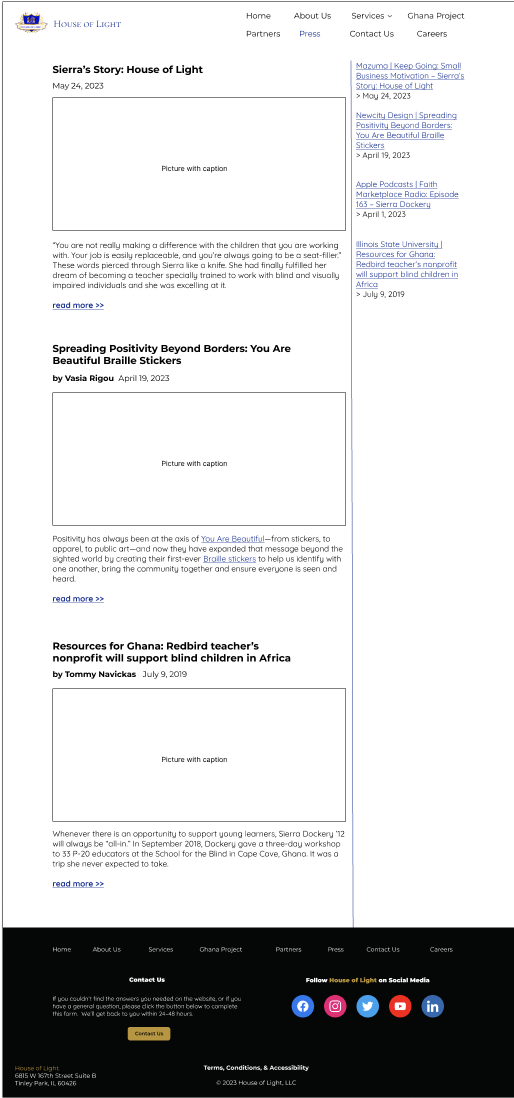 House of Light
Home About Us Services Ghana Project
Partners Press Contact Us Careers
Sierra's Story: House of Light
May 24, 2023
Picture with caption
"You are not really making a difference with the children that you are working
with. Your job is easily replaceable, and you're always going to be a seat-filler."
These words pierced through Sierra like a knife. She had finally fulfilled her
dream of becoming a teacher specially trained to work with blind and visually
impaired individuals and she was excelling at it.
read more >>
Spreading Positivity Beyond Borders: You Are
Beautiful Braille Stickers
by Vasia Rigou April 19, 2023
Picture with caption
Positivity has always been at the axis of You Are Beautiful—from stickers, to
apparel, to public art—and now they have expanded that message beyond the
sighted world by creating their first-ever Braille stickers to help us identify with
one another, bring the community together and ensure everyone is seen and
heard.
read more >>
Resources for Ghana: Redbird teacher's
nonprofit will support blind children in Africa
by Tommy Navickas July 9, 2019
Picture with caption
Whenever there is an opportunity to support young learners, Sierra Dockery '12
will always be "all-in." In September 2018, Dockery gave a three-day workshop
to 33 P-20 educators at the School for the Blind in Cape Cove, Ghana. It was a
trip she never expected to take.
read more >>
Mazuma | Keep Going: Small
Business Motivation – Sierra's
Story: House of Light
> May 24, 2023
Newcity Design | Spreading
Positivity Beyond Borders:
You Are Beautiful Braille
Stickers
> April 19, 2023
Apple Podcasts | Faith
Marketplace Radio: Episode
163 – Sierra Dockery
> April 1, 2023
Illinois State University |
Resources for Ghana:
Redbird teacher's nonprofit
will support blind children in
Africa
> July 9, 2019
Home About Us Services Ghana Project Partners Press Contact Us Careers
Contact Us
If you couldn't find the answers you needed on the website, or if you
have a general question, please click the button below to complete
this form. We'll get back to you within 24-48 hours.
Contact Us
Follow House of Light on Social Media
House of Light
6815 W 167th Street Suite B
Tinley Park, IL 60426
Terms, Conditions, & Accessibility
© 2023 House of Light, LLC